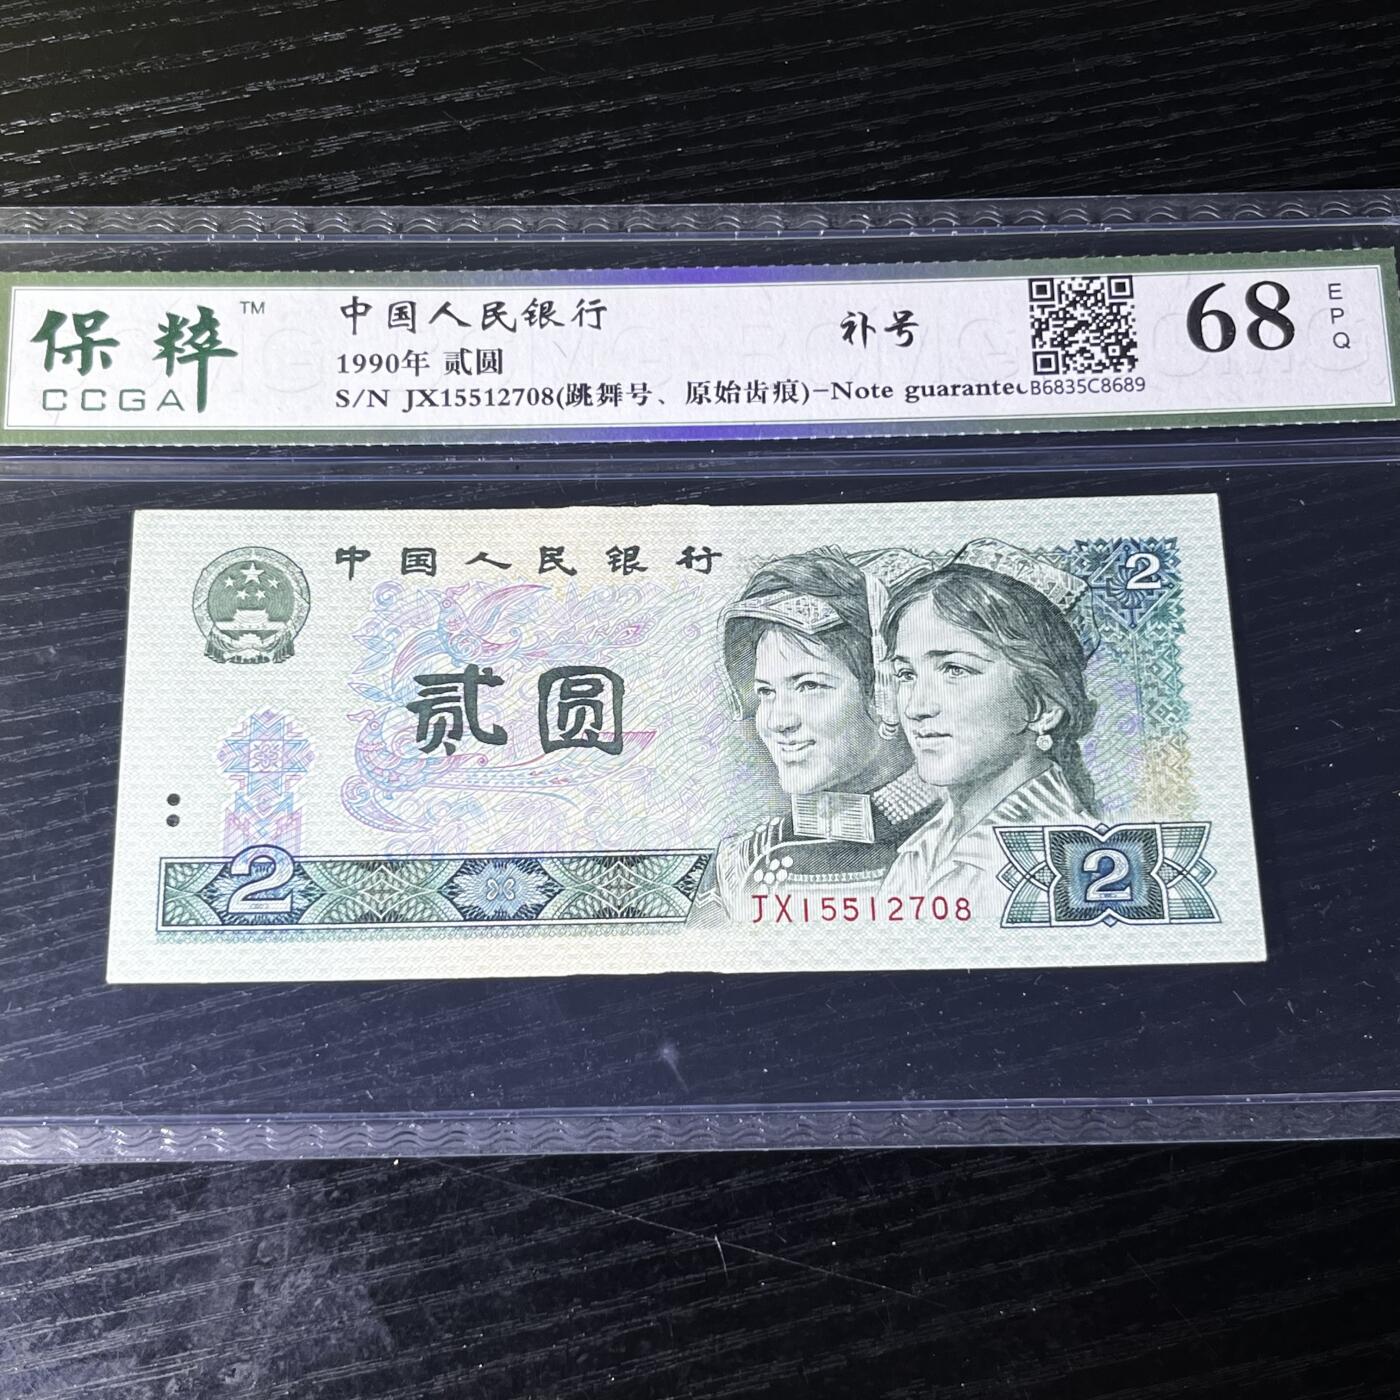 保粹™
CCGA
中国人民银行
1990年 贰圆
S/N JX15512708(跳舞号、原始齿痕)-Note guarantee
补号
B6835C8689
68
EPQ
中国人民银行
2
贰圆
2
2
JX15512708